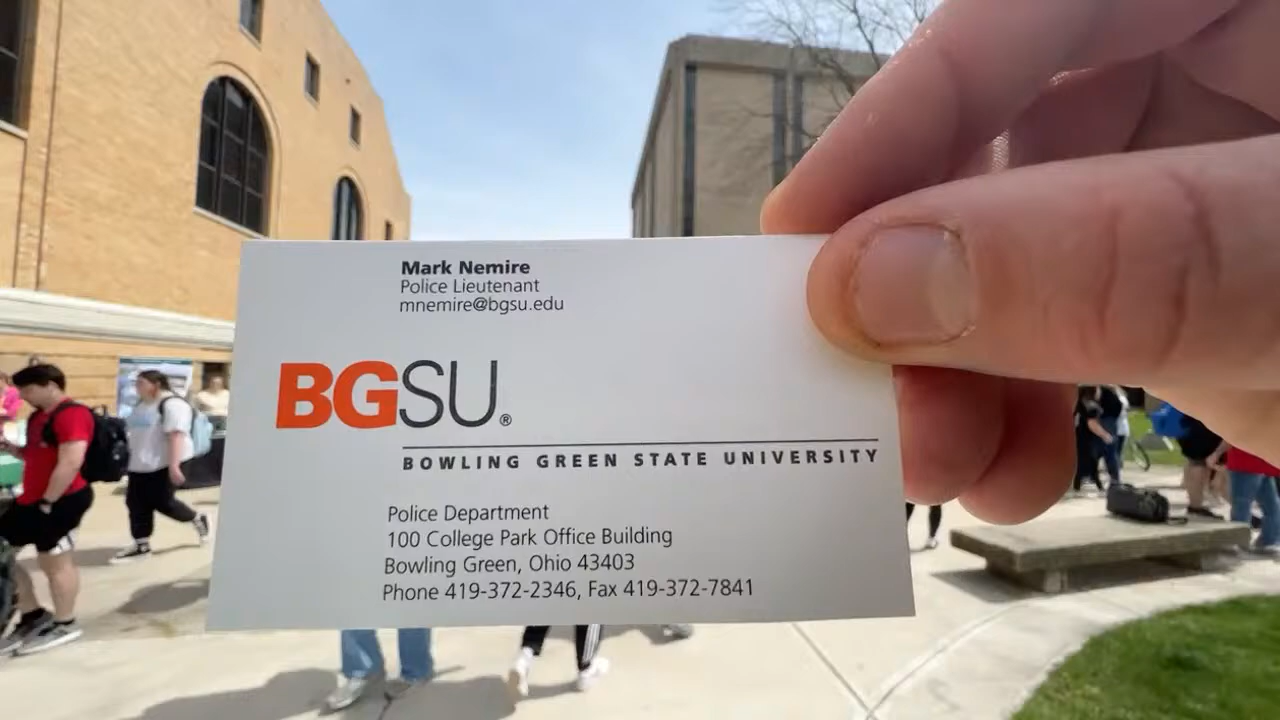 Mark Nemire
Police Lieutenant
mnemire@bgsu.edu
BGSU®
BOWLING GREEN STATE UNIVERSITY
Police Department
100 College Park Office Building
Bowling Green, Ohio 43403
Phone 419-372-2346, Fax 419-372-7841